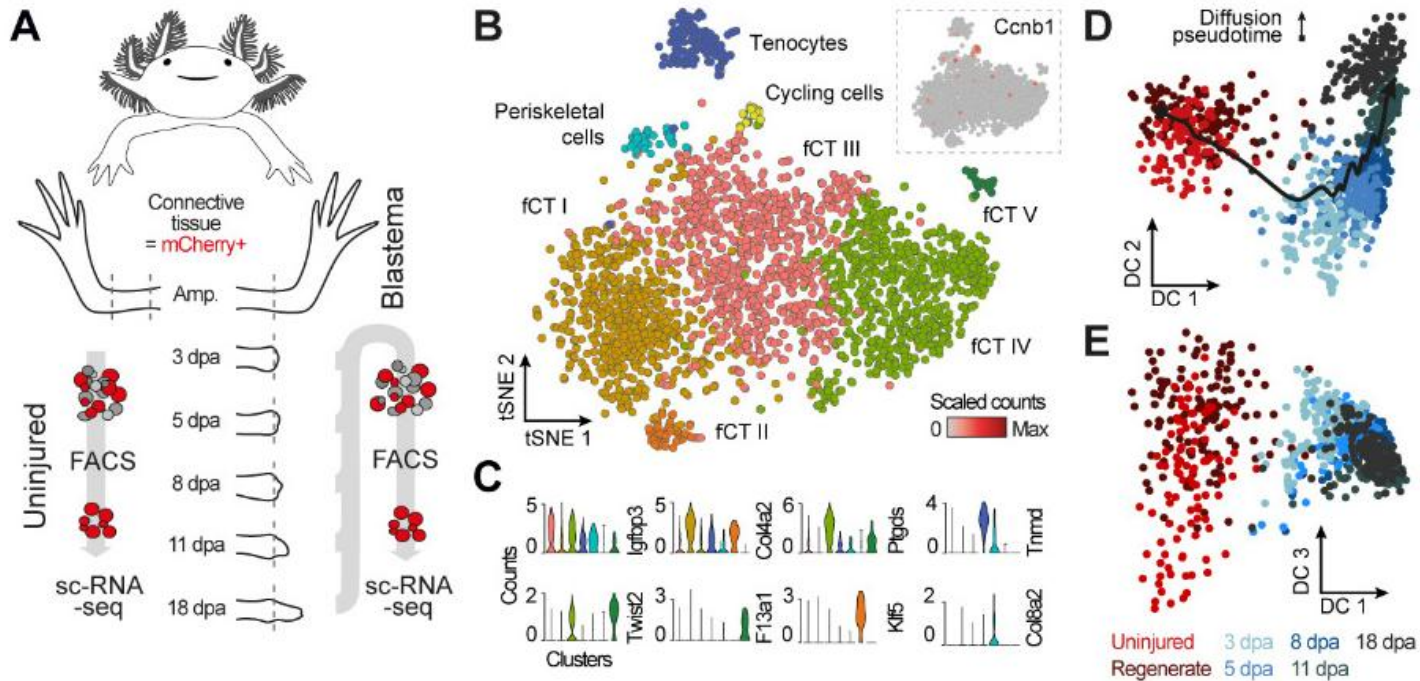 A
Connective
tissue
= mCherry+
Amp.
Uninjured
FACS
sc-RNA
-seq
3 dpa
5 dpa
8 dpa
11 dpa
18 dpa
Blastema
FACS
sc-RNA
-seq
B
Tenocytes
Ccnb1
Cycling cells
Periskeletal
cells
fCT III
fCT I
fCT V
fCT IV
fCT II
tSNE 2
tSNE 1
Scaled counts
0 Max
C
Counts
5
0
Igfbp3
5
0
Col4a2
6
0
Ptgds
4
0
Tnmd
2
0
Twist2
3
0
F13a1
3
0
Klf5
2
0
Col8a2
Clusters
D
Diffusion
pseudotime
DC 2
DC 1
E
DC 3
DC 1
Uninjured 3 dpa 8 dpa 18 dpa
Regenerate 5 dpa 11 dpa